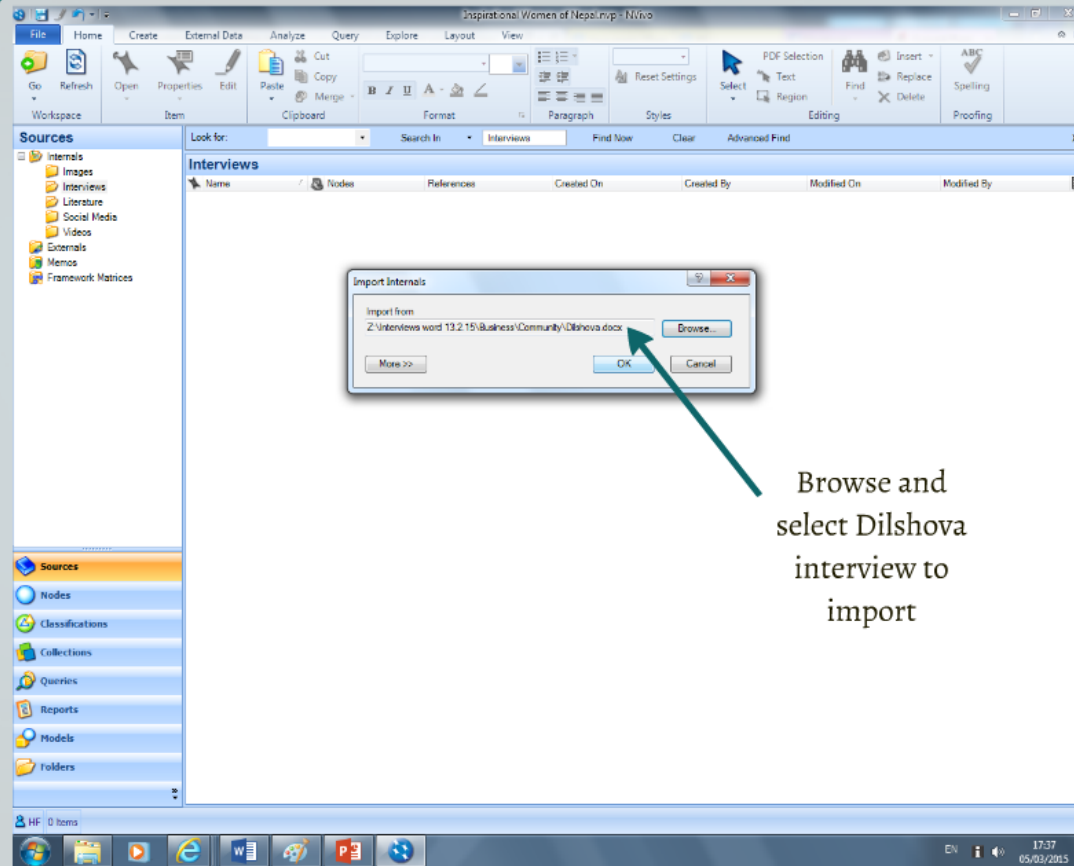 Inspirational Women of Nepal.nvp - NVivo
File Home Create External Data Analyze Query Explore Layout View
Go Refresh Open Properties Edit Paste Cut Copy Merge
B I U A Reset Settings Select PDF Selection Text Region Find Insert Replace Delete ABC Spelling
Workspace Item Clipboard Format Paragraph Styles Editing Proofing
Sources
Look for: Search In Interviews Find Now Clear Advanced Find
Internals
Images
Interviews
Literature
Social Media
Videos
Externals
Memos
Framework Matrices
Interviews
Name Nodes References Created On Created By Modified On Modified By
Import Internals
Import from
Z:\Interviews word 13.2.15\Business\Community\Dilshova.docx Browse...
More >> OK Cancel
Browse and
select Dilshova
interview to
import
Sources
Nodes
Classifications
Collections
Queries
Reports
Models
Folders
HF 0 Items
EN 17:37
05/03/2015